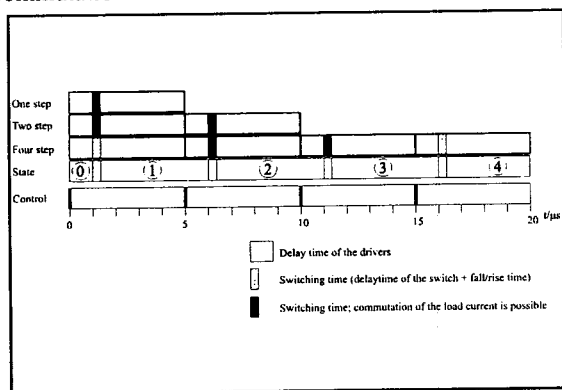 One step
Two step
Four step
State (0) (1) (2) (3) (4)
Control
0 5 10 15 20 t/µs
Delay time of the drivers
Switching time (delaytime of the switch + fall/rise time)
Switching time; commutation of the load current is possible